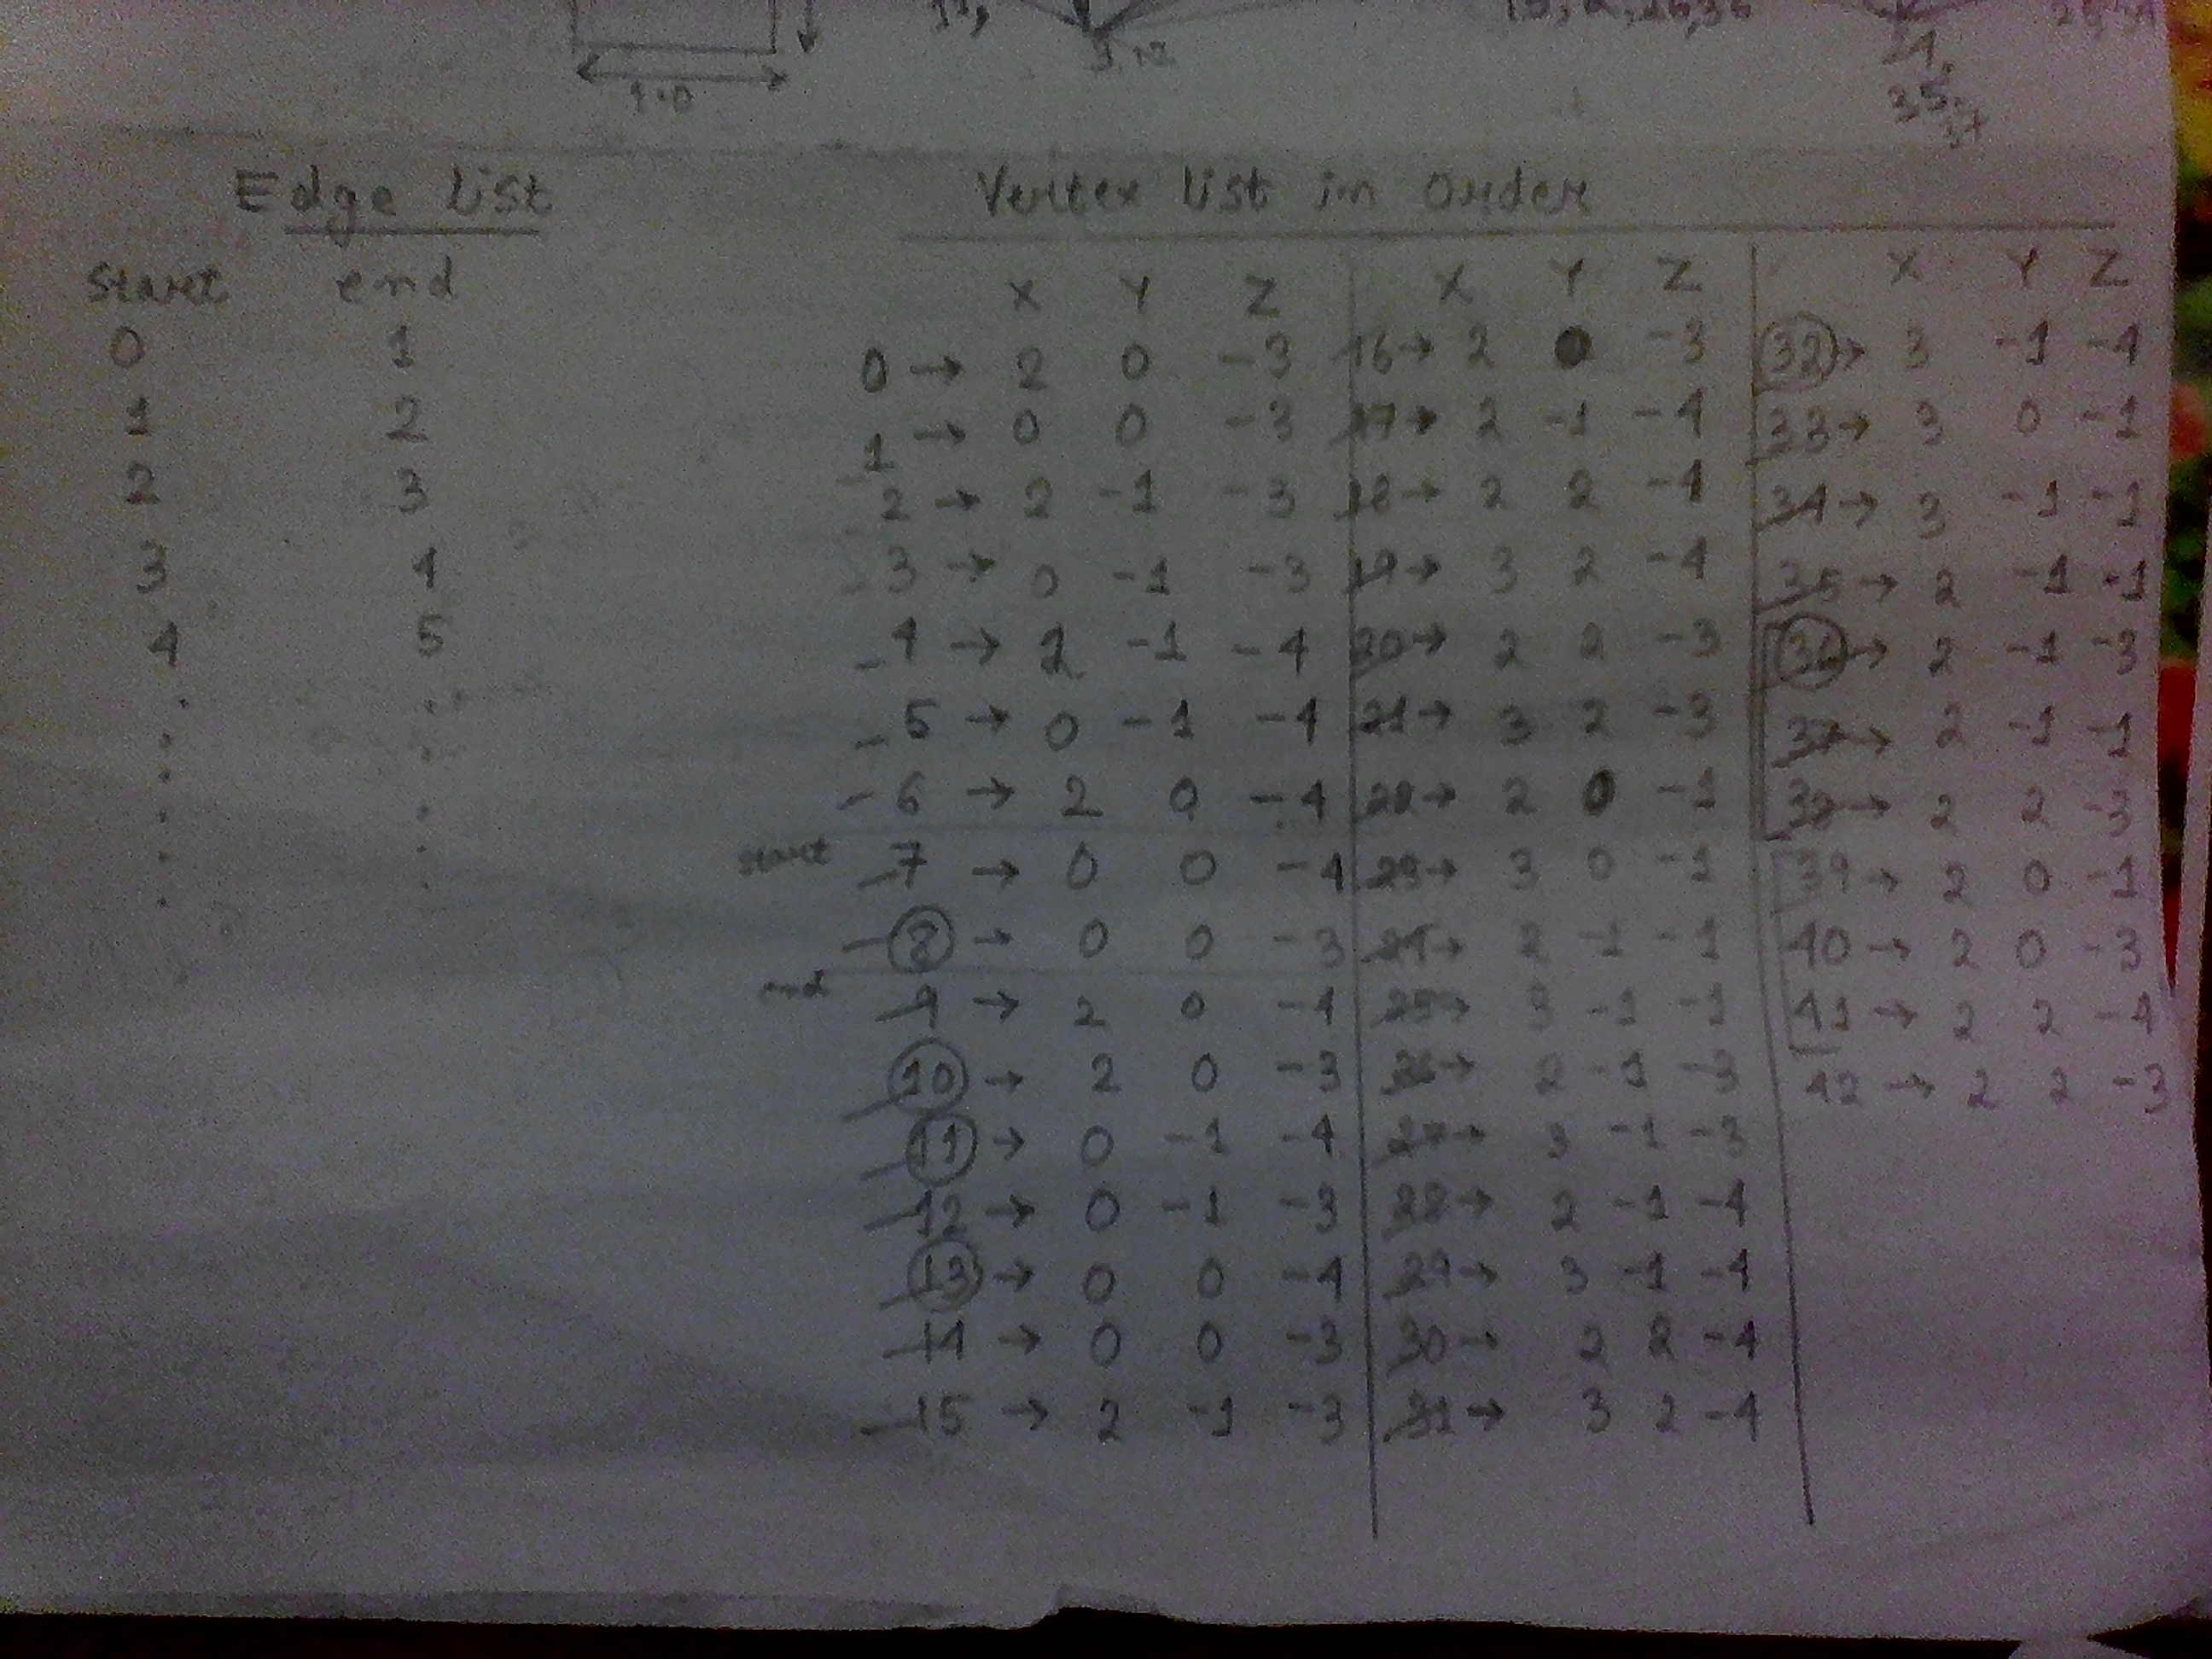 11,
3,12
1.0
24,
35,
37
Edge list
start end
0 1
1 2
2 3
3 4
4 5
Vertex list in order
X Y Z
0 → 2 0 -3
1 → 0 0 -3
2 → 2 -1 -3
3 → 0 -1 -3
4 → 2 -1 -4
5 → 0 -1 -4
6 → 2 0 -4
start
7 → 0 0 -4
8 → 0 0 -3
end
9 → 2 0 -4
10 → 2 0 -3
11 → 0 -1 -4
12 → 0 -1 -3
13 → 0 0 -4
14 → 0 0 -3
15 → 2 -1 -3
X Y Z
16 → 2 0 -3
17 → 2 -1 -4
18 → 2 2 -4
19 → 3 2 -4
20 → 2 2 -3
21 → 3 2 -3
22 → 2 0 -1
23 → 3 0 -1
24 → 2 -1 -1
25 → 3 -1 -1
26 → 2 -1 -3
27 → 3 -1 -3
28 → 2 -1 -4
29 → 3 -1 -4
30 → 2 2 -4
31 → 3 2 -4
X Y Z
32 → 3 -1 -4
33 → 3 0 -1
34 → 3 -1 -1
35 → 2 -1 -1
36 → 2 -1 -3
37 → 2 -1 -1
38 → 2 2 -3
39 → 2 0 -1
40 → 2 0 -3
41 → 2 2 -4
42 → 2 2 -3